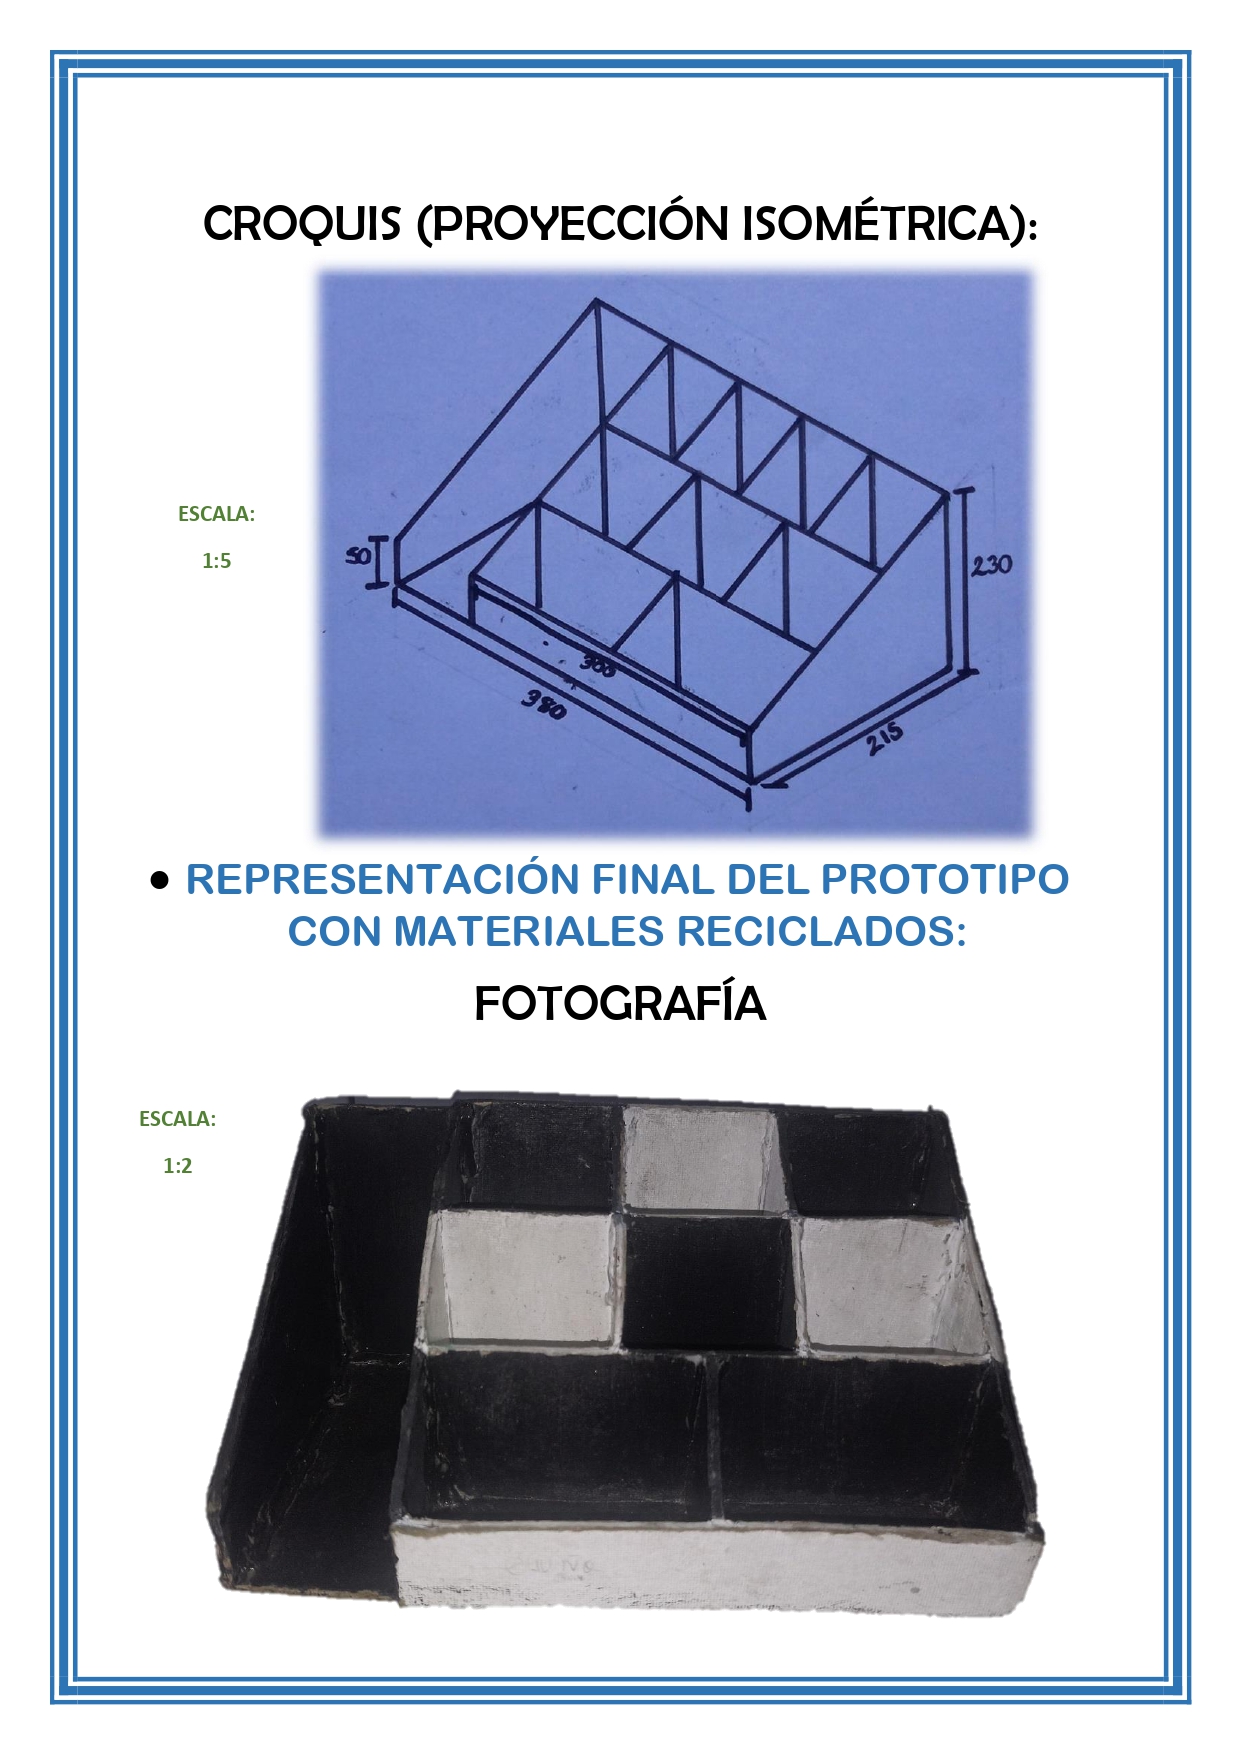 CROQUIS (PROYECCIÓN ISOMÉTRICA):
ESCALA:
1:5
50
230
300
380
215
• REPRESENTACIÓN FINAL DEL PROTOTIPO
CON MATERIALES RECICLADOS:
FOTOGRAFÍA
ESCALA:
1:2